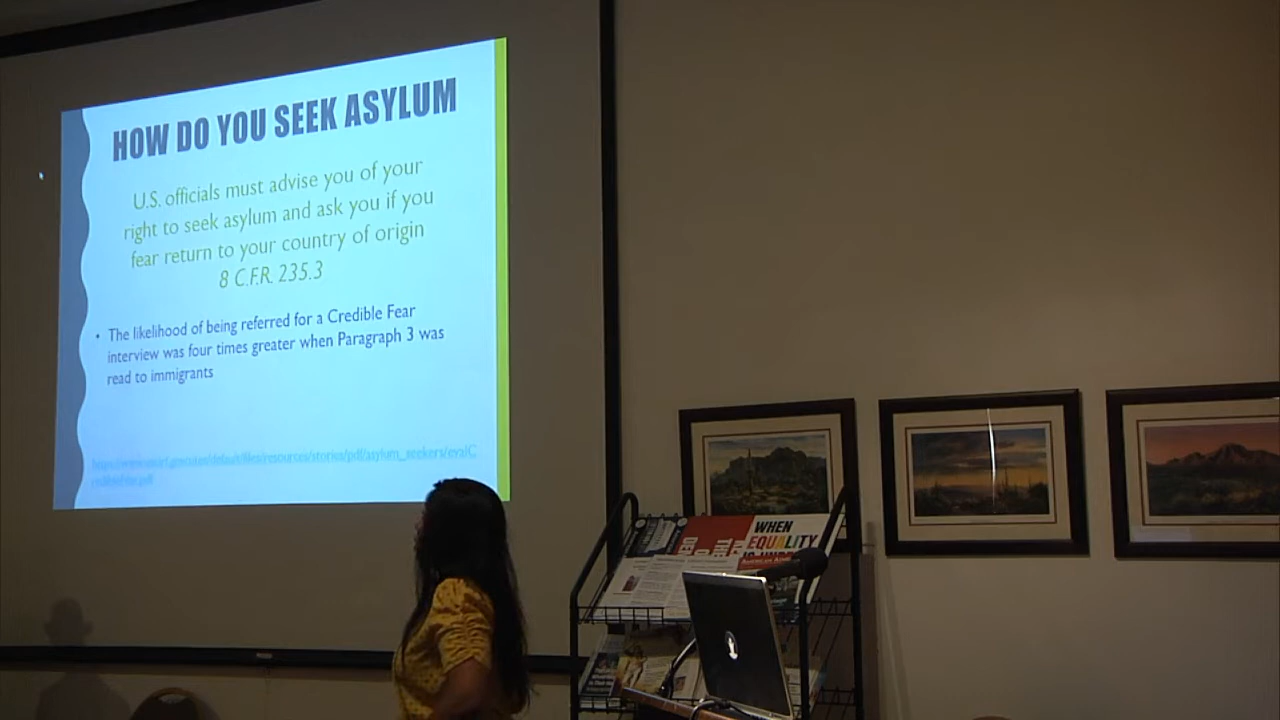 HOW DO YOU SEEK ASYLUM
U.S. officials must advise you of your
right to seek asylum and ask you if you
fear return to your country of origin
8 C.F.R. 235.3
• The likelihood of being referred for a Credible Fear
interview was four times greater when Paragraph 3 was
read to immigrants
WHEN
EQUALITY